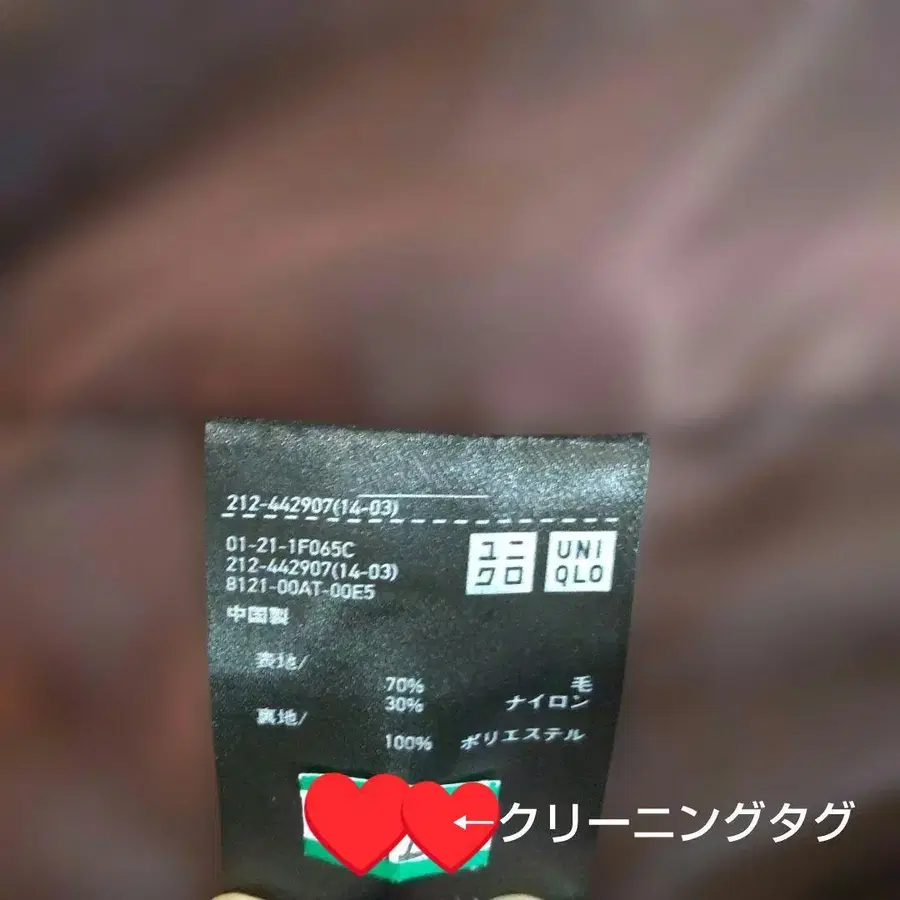 212-442907(14-03)
01-21-1F065C
212-442907(14-03)
8121-00AT-00E5
中国製
ユニ
クロ
UNI
QLO
表地/
70% 毛
30% ナイロン
裏地/
100% ポリエステル
←クリーニングタグ